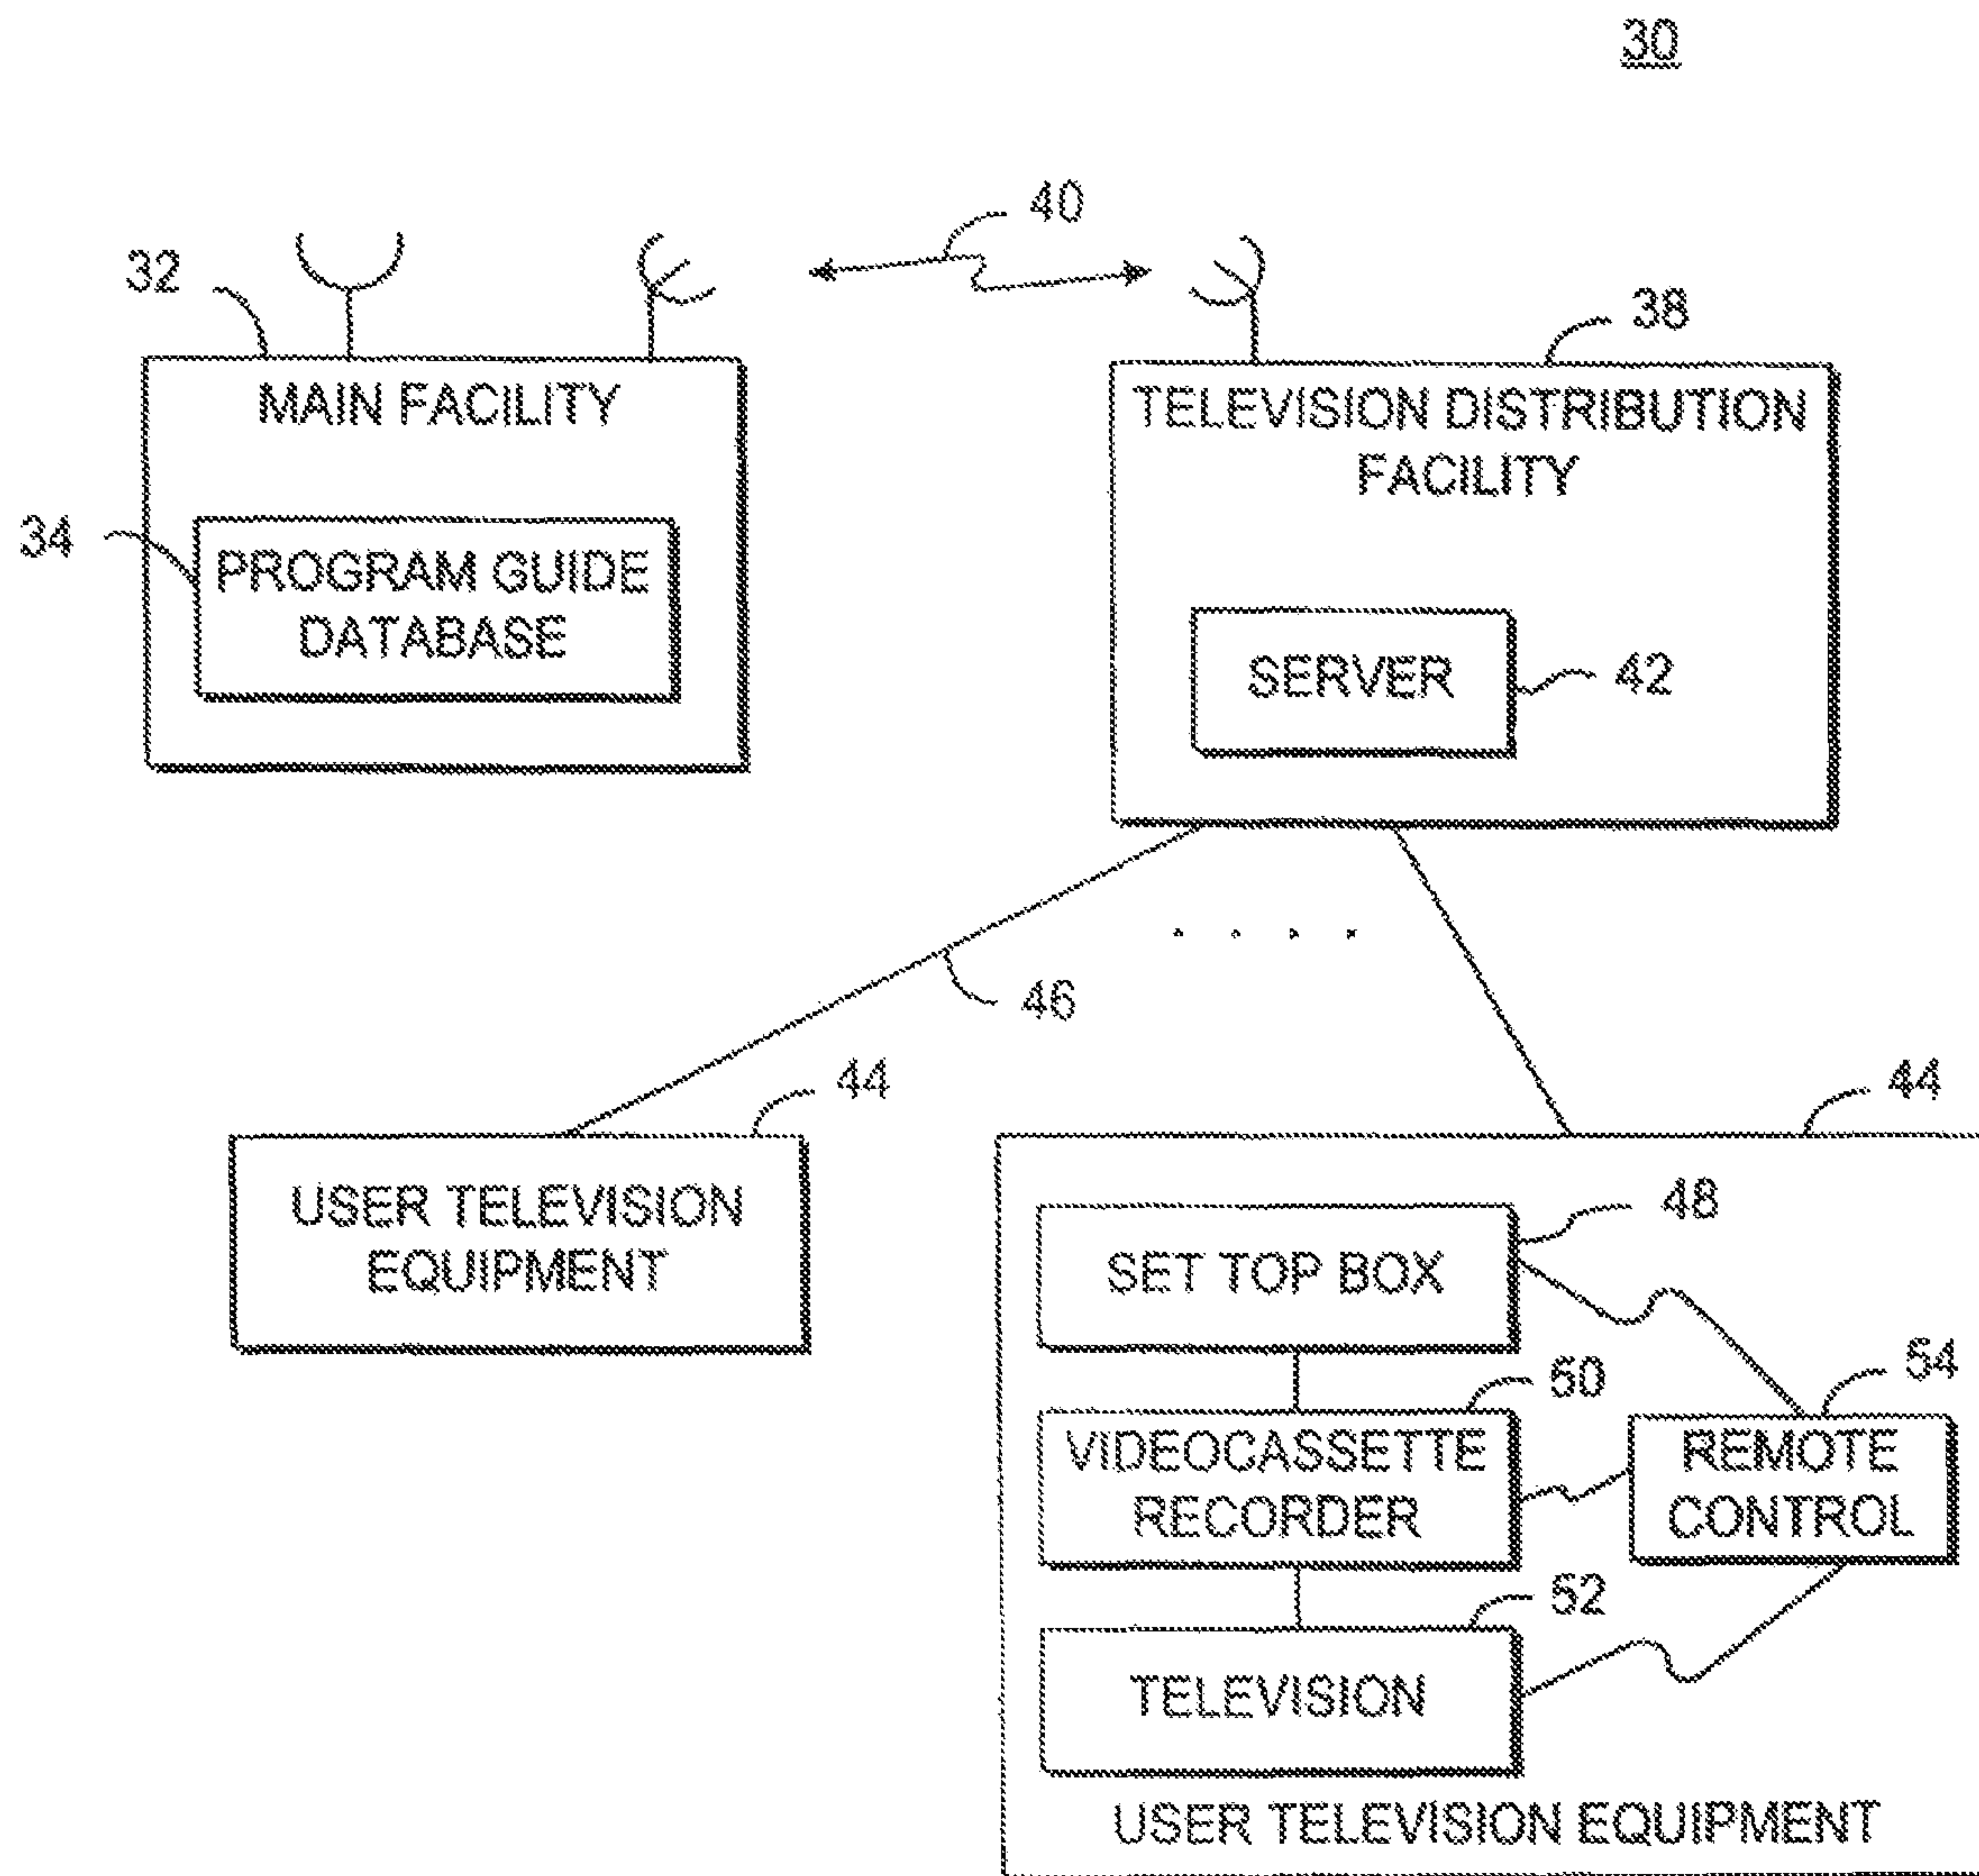 30
40
32
38
MAIN FACILITY
TELEVISION DISTRIBUTION
FACILITY
34
PROGRAM GUIDE
DATABASE
SERVER
42
46
44
44
USER TELEVISION
EQUIPMENT
48
SET TOP BOX
50
54
VIDEOCASSETTE
RECORDER
REMOTE
CONTROL
52
TELEVISION
USER TELEVISION EQUIPMENT